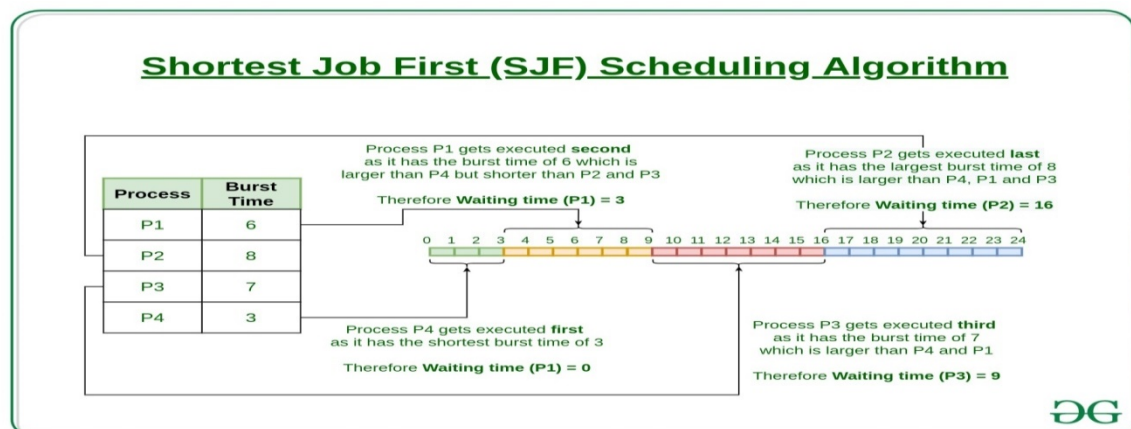 Shortest Job First (SJF) Scheduling Algorithm
Process P1 gets executed second
as it has the burst time of 6 which is
larger than P4 but shorter than P2 and P3
Therefore Waiting time (P1) = 3
Process P2 gets executed last
as it has the largest burst time of 8
which is larger than P4, P1 and P3
Therefore Waiting time (P2) = 16
Process Burst Time
P1 6
P2 8
P3 7
P4 3
0 1 2 3 4 5 6 7 8 9 10 11 12 13 14 15 16 17 18 19 20 21 22 23 24
Process P4 gets executed first
as it has the shortest burst time of 3
Therefore Waiting time (P1) = 0
Process P3 gets executed third
as it has the burst time of 7
which is larger than P4 and P1
Therefore Waiting time (P3) = 9